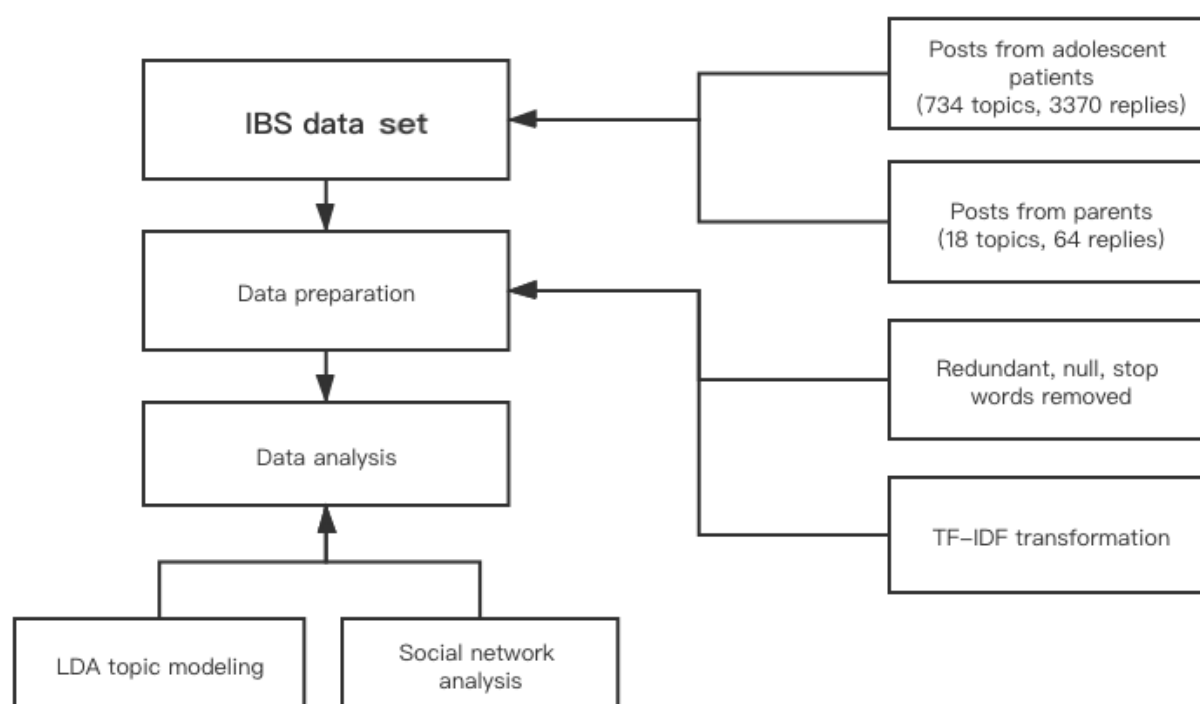 Posts from adolescent
patients
(734 topics, 3370 replies)
IBS data set
Posts from parents
(18 topics, 64 replies)
Data preparation
Redundant, null, stop
words removed
Data analysis
TF–IDF transformation
LDA topic modeling
Social network
analysis